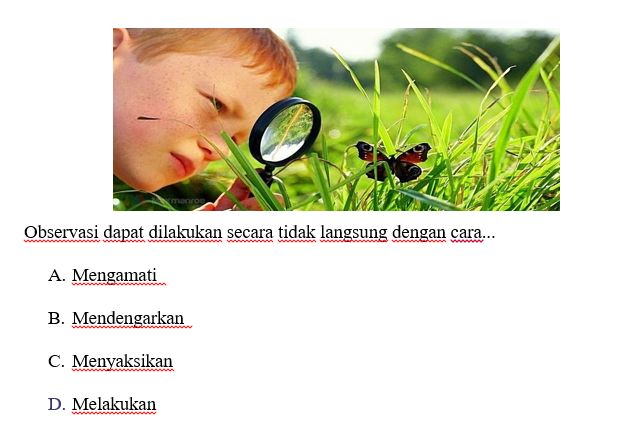 Observasi dapat dilakukan secara tidak langsung dengan cara...
A. Mengamati
B. Mendengarkan
C. Menyaksikan
D. Melakukan